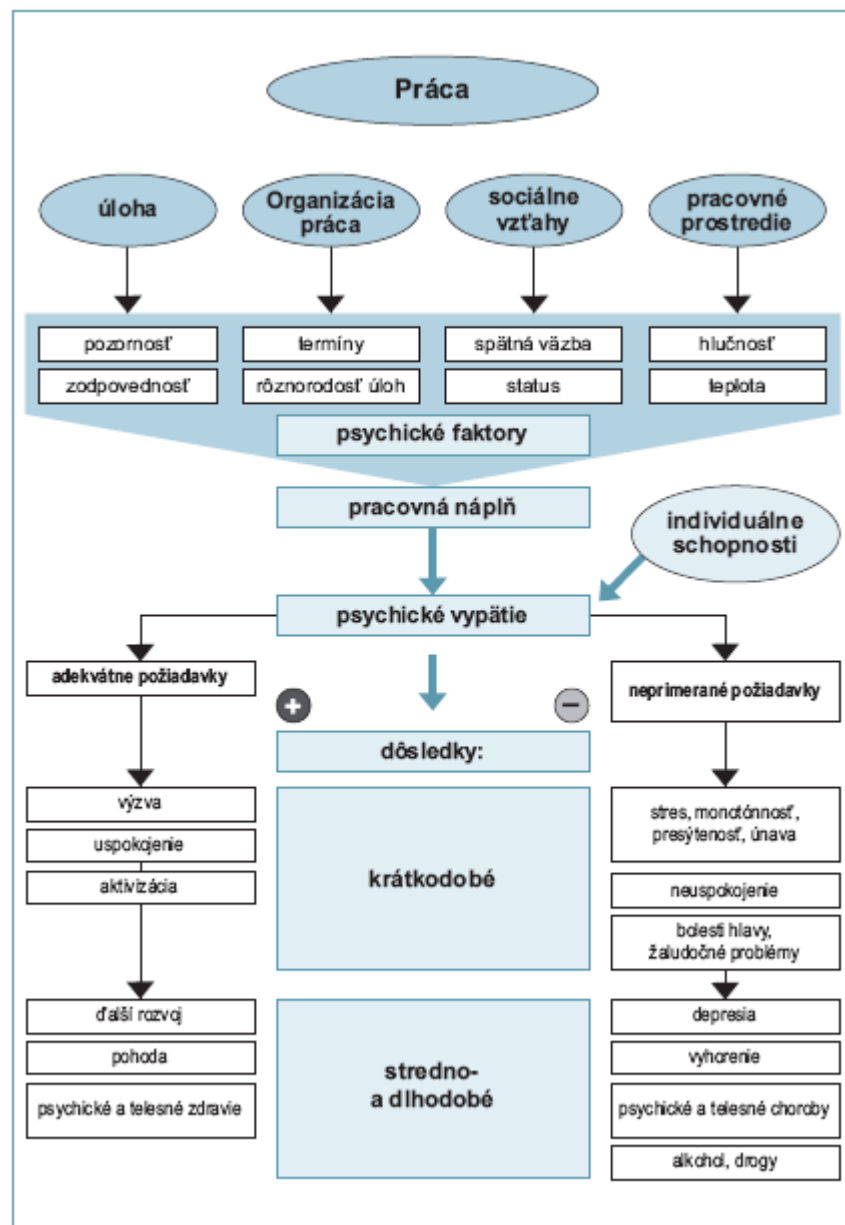 Práca
úloha
Organizácia
práca
sociálne
vzťahy
pracovné
prostredie
pozornosť
termíny
spätná väzba
hlučnosť
zodpovednosť
rôznorodosť úloh
status
teplota
psychické faktory
pracovná náplň
individuálne
schopnosti
psychické vypätie
adekvátne požiadavky
neprimerané požiadavky
+
−
dôsledky:
výzva
uspokojenie
aktivizácia
krátkodobé
stres, monotónnosť,
presýtenosť, únava
neuspokojenie
bolesti hlavy,
žaludočné problémy
ďalší rozvoj
pohoda
psychické a telesné zdravie
stredno-
a dlhodobé
depresia
vyhorenie
psychické a telesné choroby
alkohol, drogy